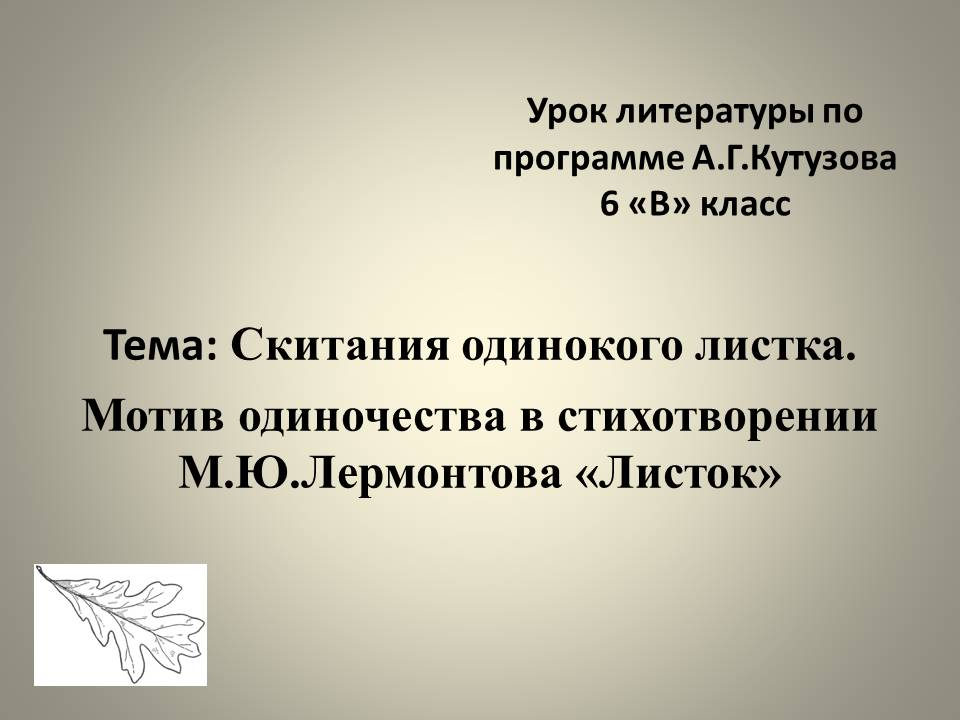 Урок литературы по
программе А.Г.Кутузова
6 «В» класс
Тема: Скитания одинокого листка.
Мотив одиночества в стихотворении
М.Ю.Лермонтова «Листок»